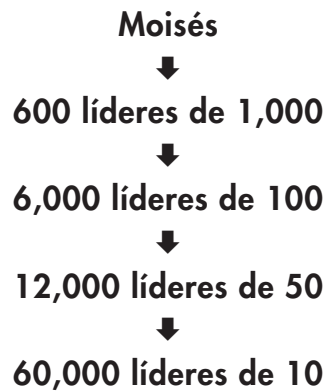 Moisés
600 líderes de 1,000
6,000 líderes de 100
12,000 líderes de 50
60,000 líderes de 10